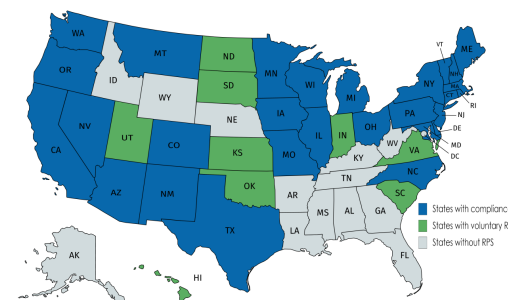 WA
OR
CA
NV
ID
MT
WY
UT
AZ
CO
NM
ND
SD
NE
KS
OK
TX
MN
IA
MO
AR
LA
WI
IL
MI
IN
OH
KY
TN
MS
AL
GA
FL
SC
NC
VA
WV
PA
NY
VT
NH
ME
MA
CT
RI
NJ
DE
MD
DC
AK
HI
States with complianc
States with voluntary R
States without RPS